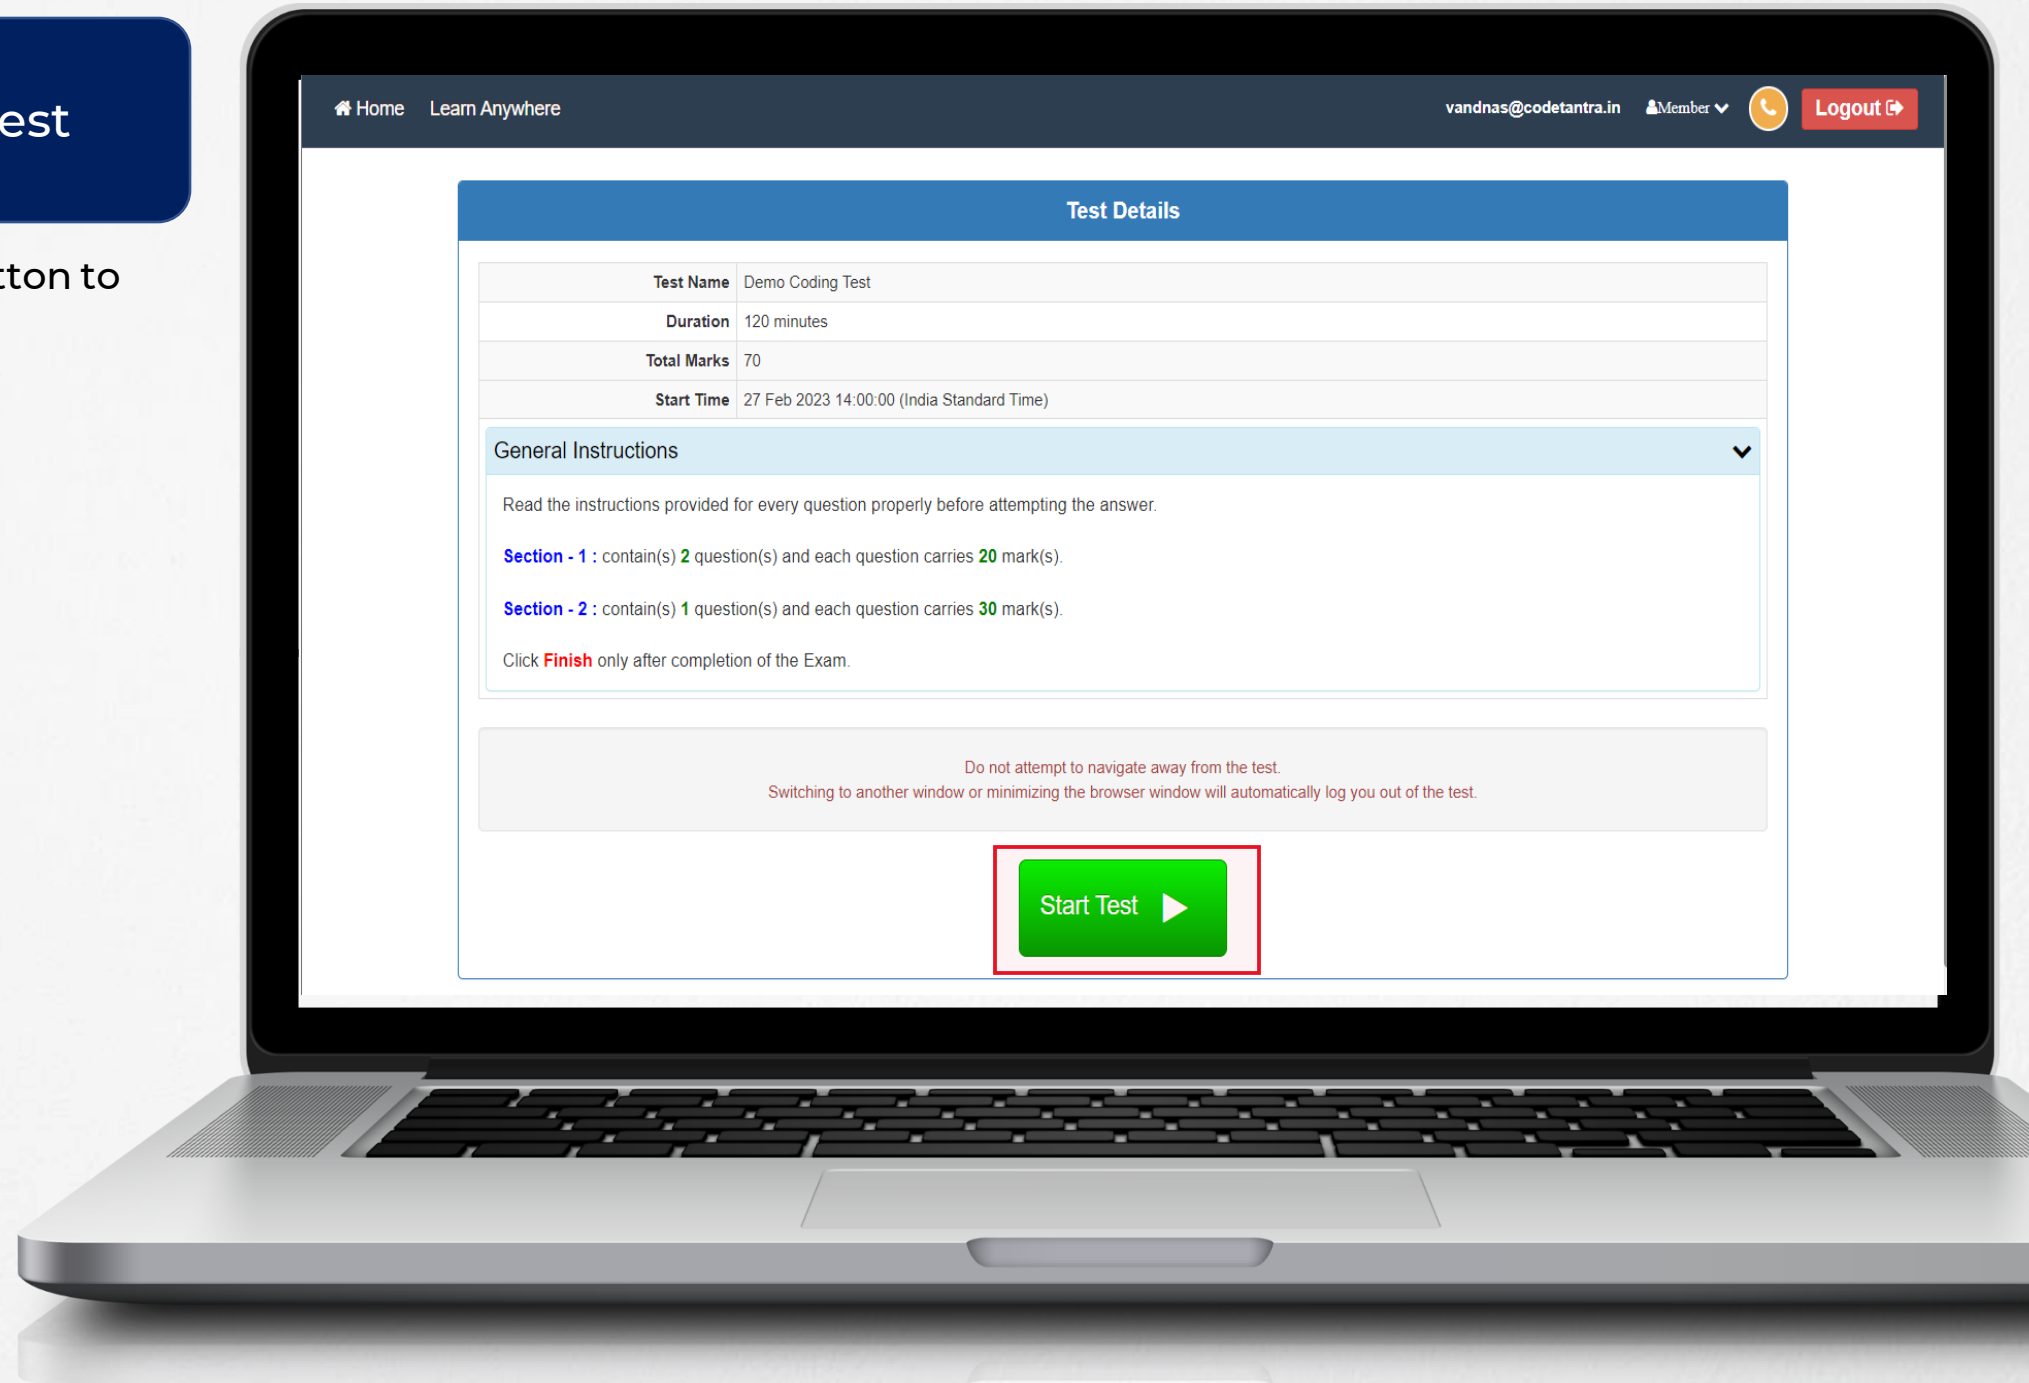 est
tton to
Home Learn Anywhere vandnas@codetantra.in Member Logout
Test Details
Test Name Demo Coding Test
Duration 120 minutes
Total Marks 70
Start Time 27 Feb 2023 14:00:00 (India Standard Time)
General Instructions
Read the instructions provided for every question properly before attempting the answer.
Section - 1 : contain(s) 2 question(s) and each question carries 20 mark(s).
Section - 2 : contain(s) 1 question(s) and each question carries 30 mark(s).
Click Finish only after completion of the Exam.
Do not attempt to navigate away from the test.
Switching to another window or minimizing the browser window will automatically log you out of the test.
Start Test